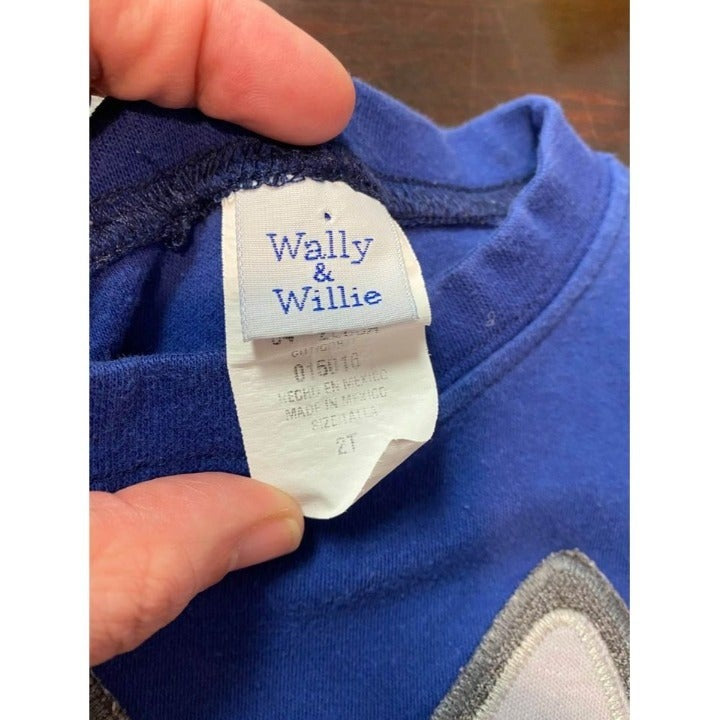 Wally
&
Willie
015016
HECHO EN MEXICO
MADE IN MEXICO
SIZE/TALLA
2T